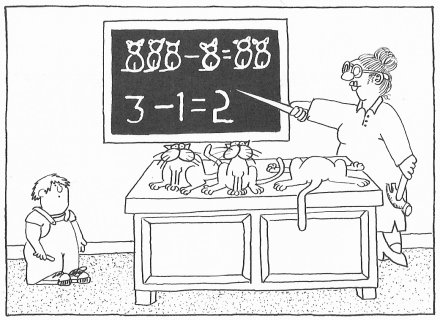 - =
3 - 1 = 2